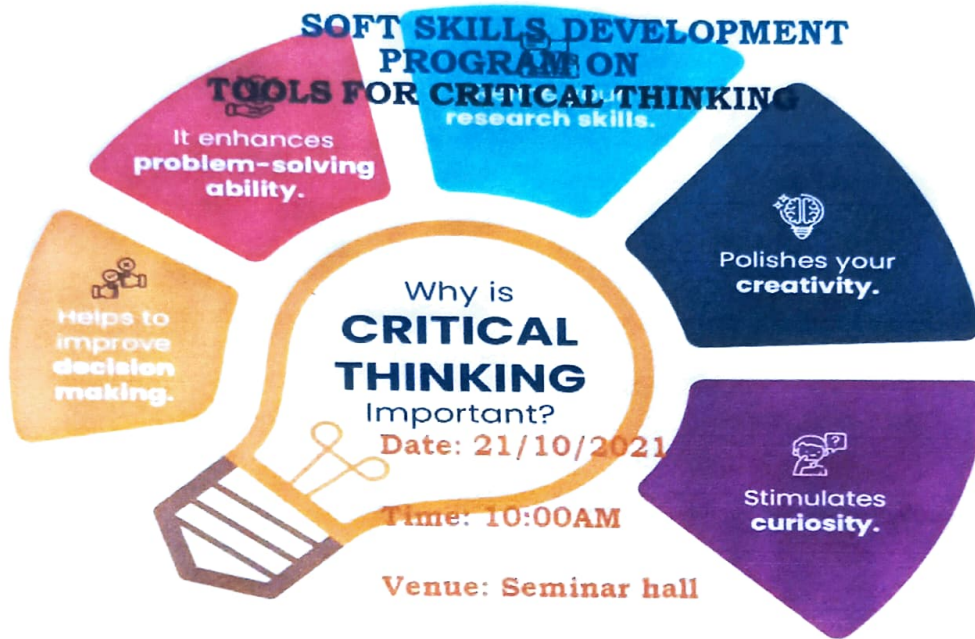 SOFT SKILLS DEVELOPMENT
PROGRAM ON
TOOLS FOR CRITICAL THINKING
It enhances
problem-solving
ability.
your
research skills.
Polishes your
creativity.
Helps to
improve
decision
making.
Why is
CRITICAL
THINKING
Important?
Stimulates
curiosity.
Date: 21/10/2021
Time: 10:00AM
Venue: Seminar hall